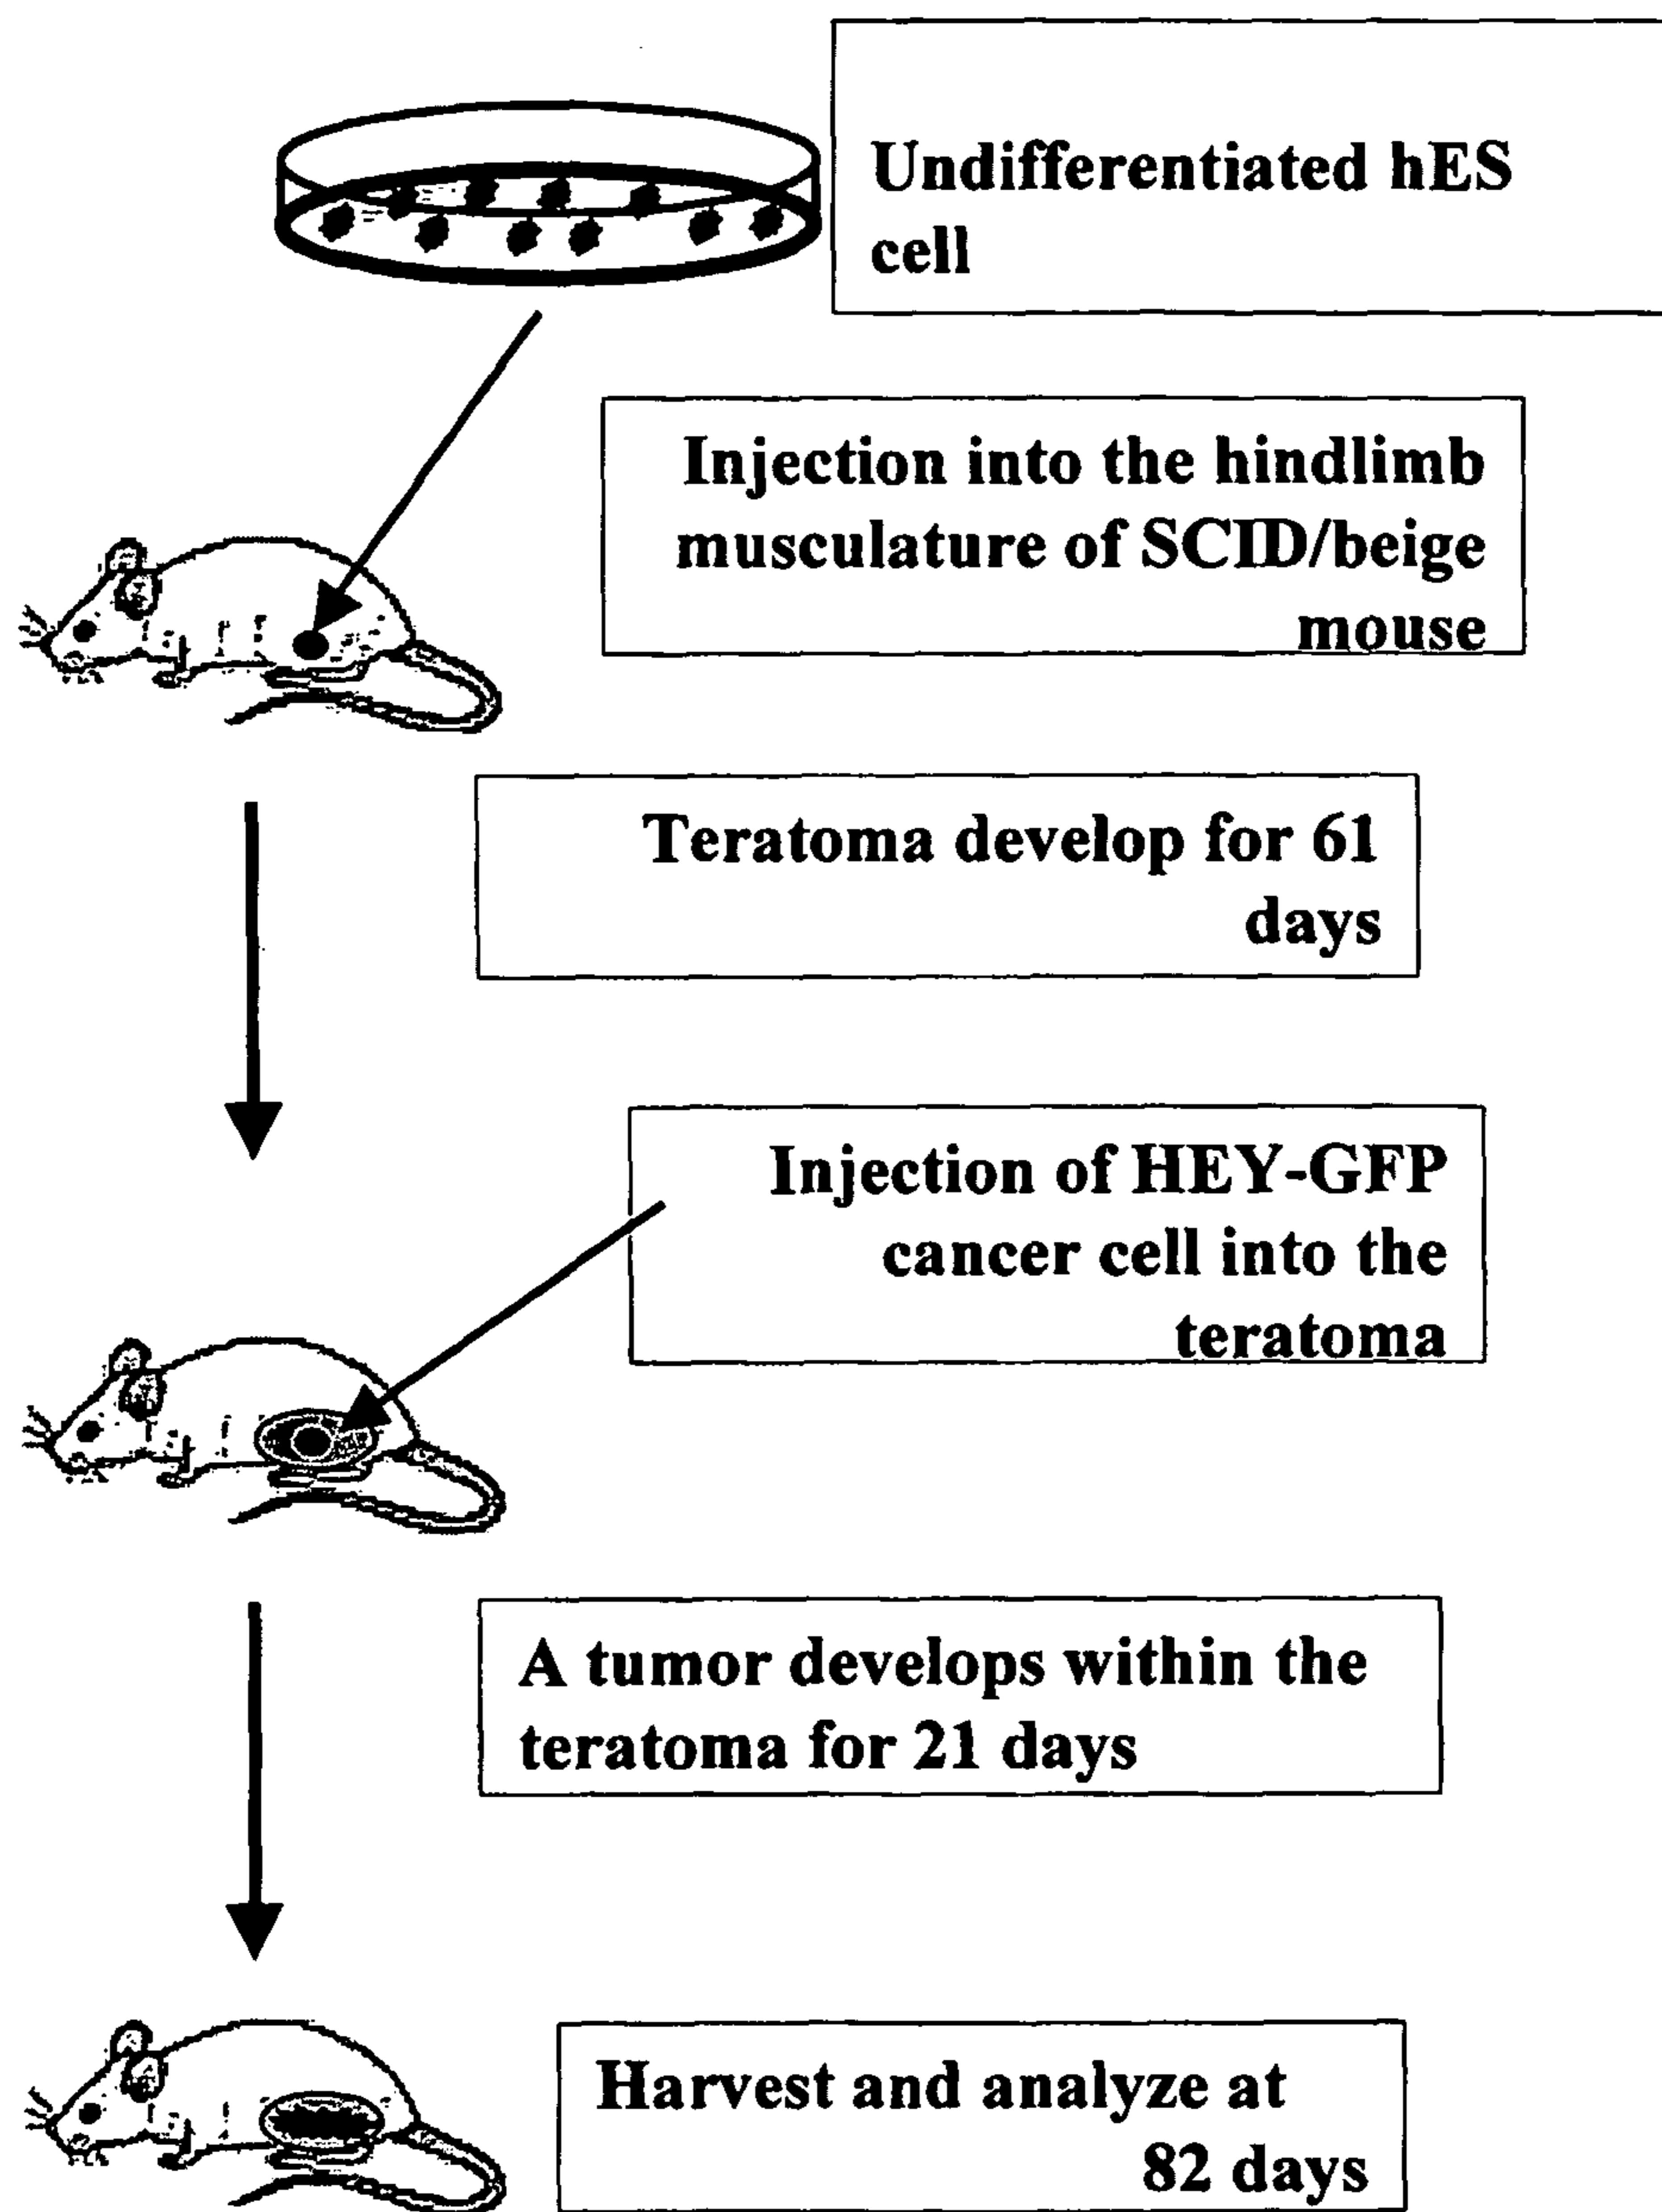 Undifferentiated hES
cell
Injection into the hindlimb
musculature of SCID/beige
mouse
Teratoma develop for 61
days
Injection of HEY-GFP
cancer cell into the
teratoma
A tumor develops within the
teratoma for 21 days
Harvest and analyze at
82 days